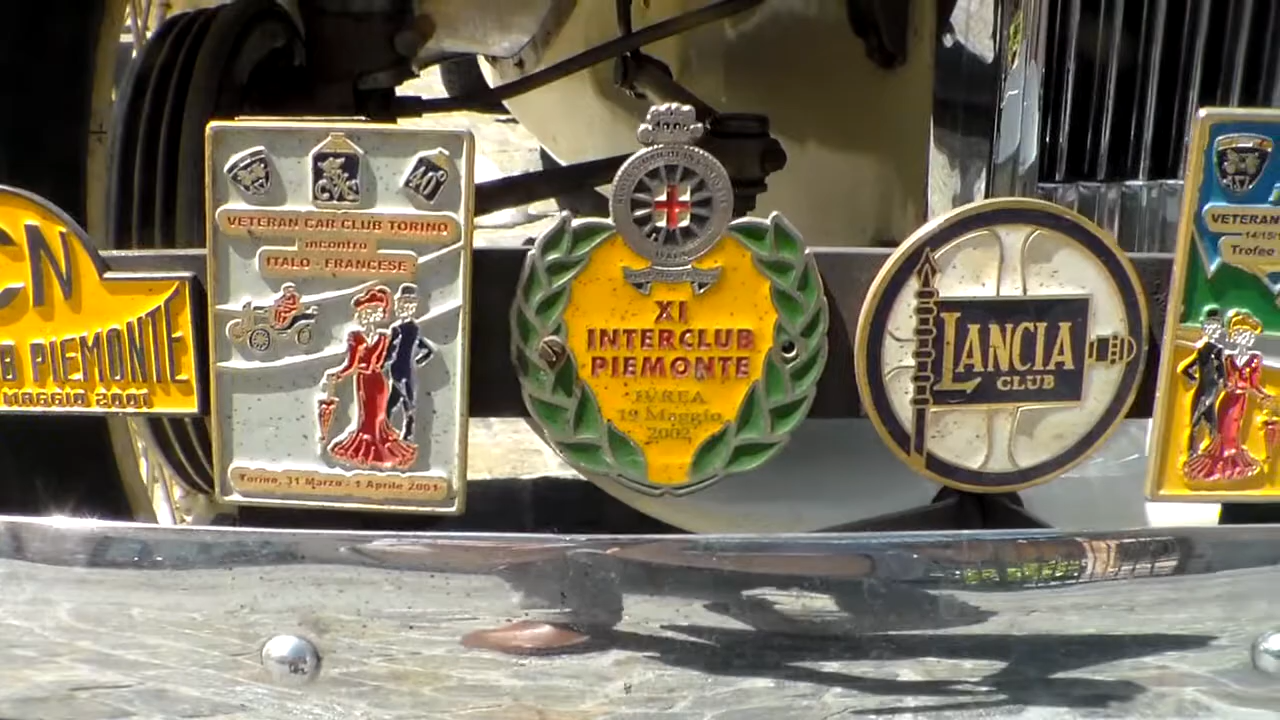 CN
B PIEMONTE
MAGGIO 2001
40°
VETERAN CAR CLUB TORINO
incontro
ITALO - FRANCESE
Torino, 31 Marzo - 1 Aprile 2001
XI
INTERCLUB
PIEMONTE
IVREA
19 Maggio
2002
LANCIA
CLUB
VETERAN
Trofeo